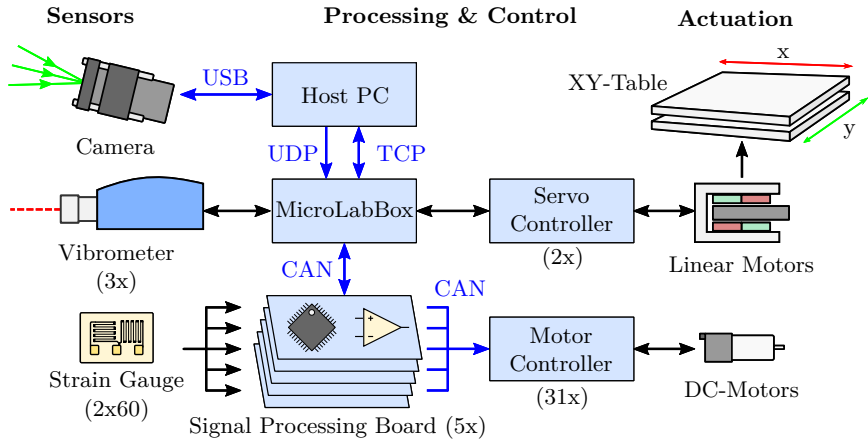 Sensors
Processing & Control
Actuation
x
XY-Table
y
USB
Host PC
Camera
UDP
TCP
MicroLabBox
Servo
Controller
(2x)
Vibrometer
(3x)
Linear Motors
CAN
CAN
Motor
Controller
(31x)
Strain Gauge
(2x60)
DC-Motors
Signal Processing Board (5x)